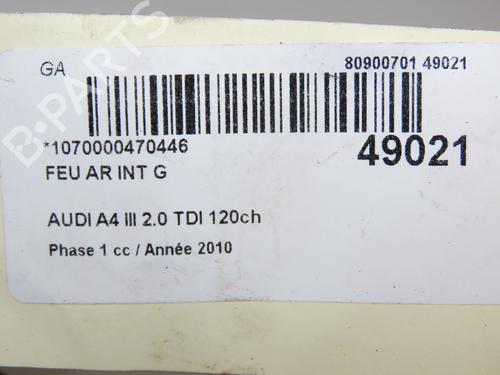 GA
80900701 49021
*1070000470446
49021
FEU AR INT G
AUDI A4 III 2.0 TDI 120ch
Phase 1 cc / Année 2010
B-PARTS